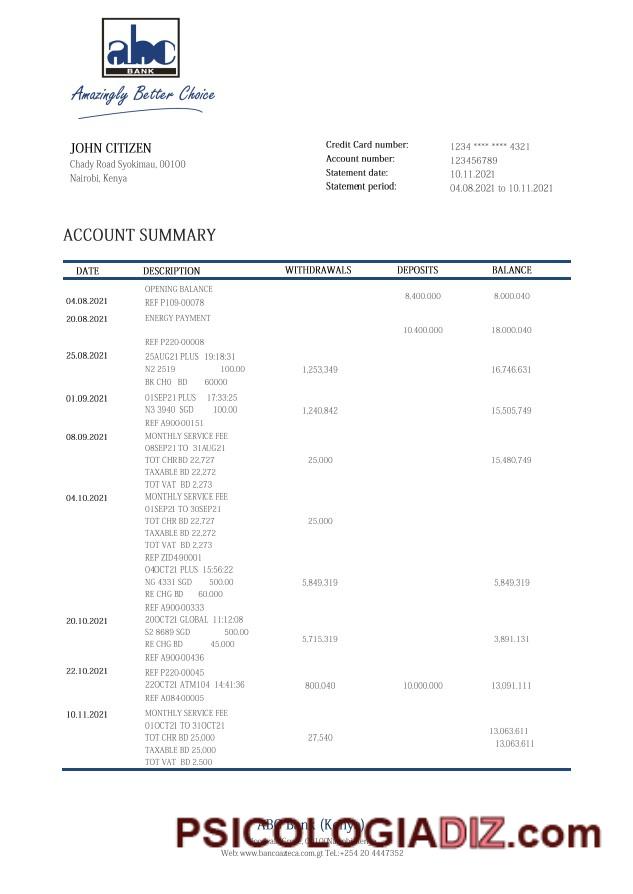 abc
BANK
Amazingly Better Choice
JOHN CITIZEN
Chady Road Syokimau, 00100
Nairobi, Kenya
Credit Card number: 1234 **** **** 4321
Account number: 123456789
Statement date: 10.11.2021
Statement period: 04.08.2021 to 10.11.2021
ACCOUNT SUMMARY
DATE DESCRIPTION WITHDRAWALS DEPOSITS BALANCE
OPENING BALANCE
04.08.2021 REF P109-00078 8,400.000 8.000.040
20.08.2021 ENERGY PAYMENT
10.400.000 18.000.040
REF P220-00008
25.08.2021 25AUG21 PLUS 19:18:31
N2 2519 100.00 1,253,349 16.746.631
BK CHO BD 60000
01.09.2021 01SEP21 PLUS 17:33:25
N3 3940 SGD 100.00 1,240,842 15,505,749
REF A900-00151
08.09.2021 MONTHLY SERVICE FEE
08SEP21 TO 31AUG21
TOT CHRBD 22,727 25,000 15,480,749
TAXABLE BD 22,272
TOT VAT BD 2,273
04.10.2021 MONTHLY SERVICE FEE
01SEP21 TO 30SEP21
TOT CHR BD 22,727 25,000
TAXABLE BD 22,272
TOT VAT BD 2,273
REP ZID490001
04OCT21 PLUS 15:56:22
NG 4331 SGD 500.00 5,849,319 5,849,319
RE CHG BD 60.000
REF A900-00333
20.10.2021 20OCT21 GLOBAL 11:12:08
S2 8689 SGD 500.00
RE CHG BD 45,000 5,715,319 3,891.131
REF A900-00436
22.10.2021 REF P220-00045
22OCT21 ATM104 14:41:36 800,040 10,000,000 13,091,111
REF A084-00005
10.11.2021 MONTHLY SERVICE FEE
01OCT21 TO 31OCT21 13,063.611
TOT CHR BD 25,000 27,540 13,063,611
TAXABLE BD 25,000
TOT VAT BD 2,500
ABC Bank (Kenya)
PSICOLOGIADIZ.com
Web: www.bancoazteca.com.gt Tel.:+254 20 4447352